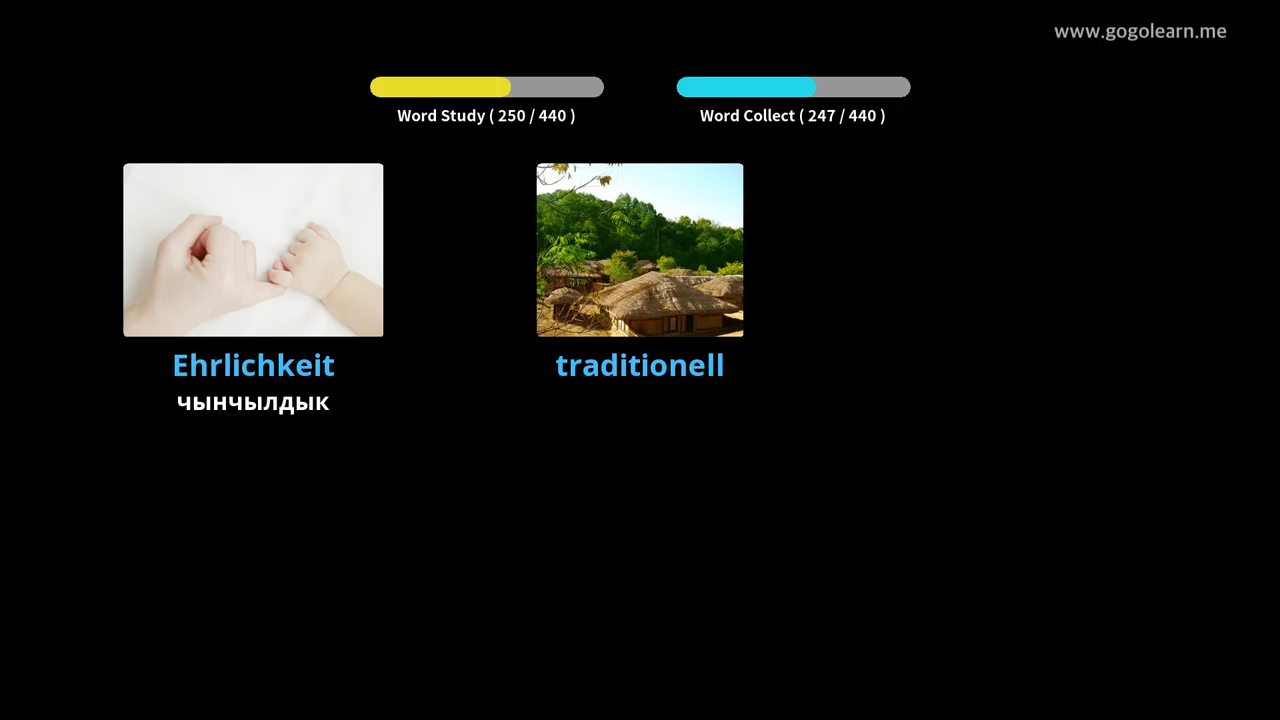 www.gogolearn.me
Word Study ( 250 / 440 )
Word Collect ( 247 / 440 )
Ehrlichkeit
чынчылдык
traditionell